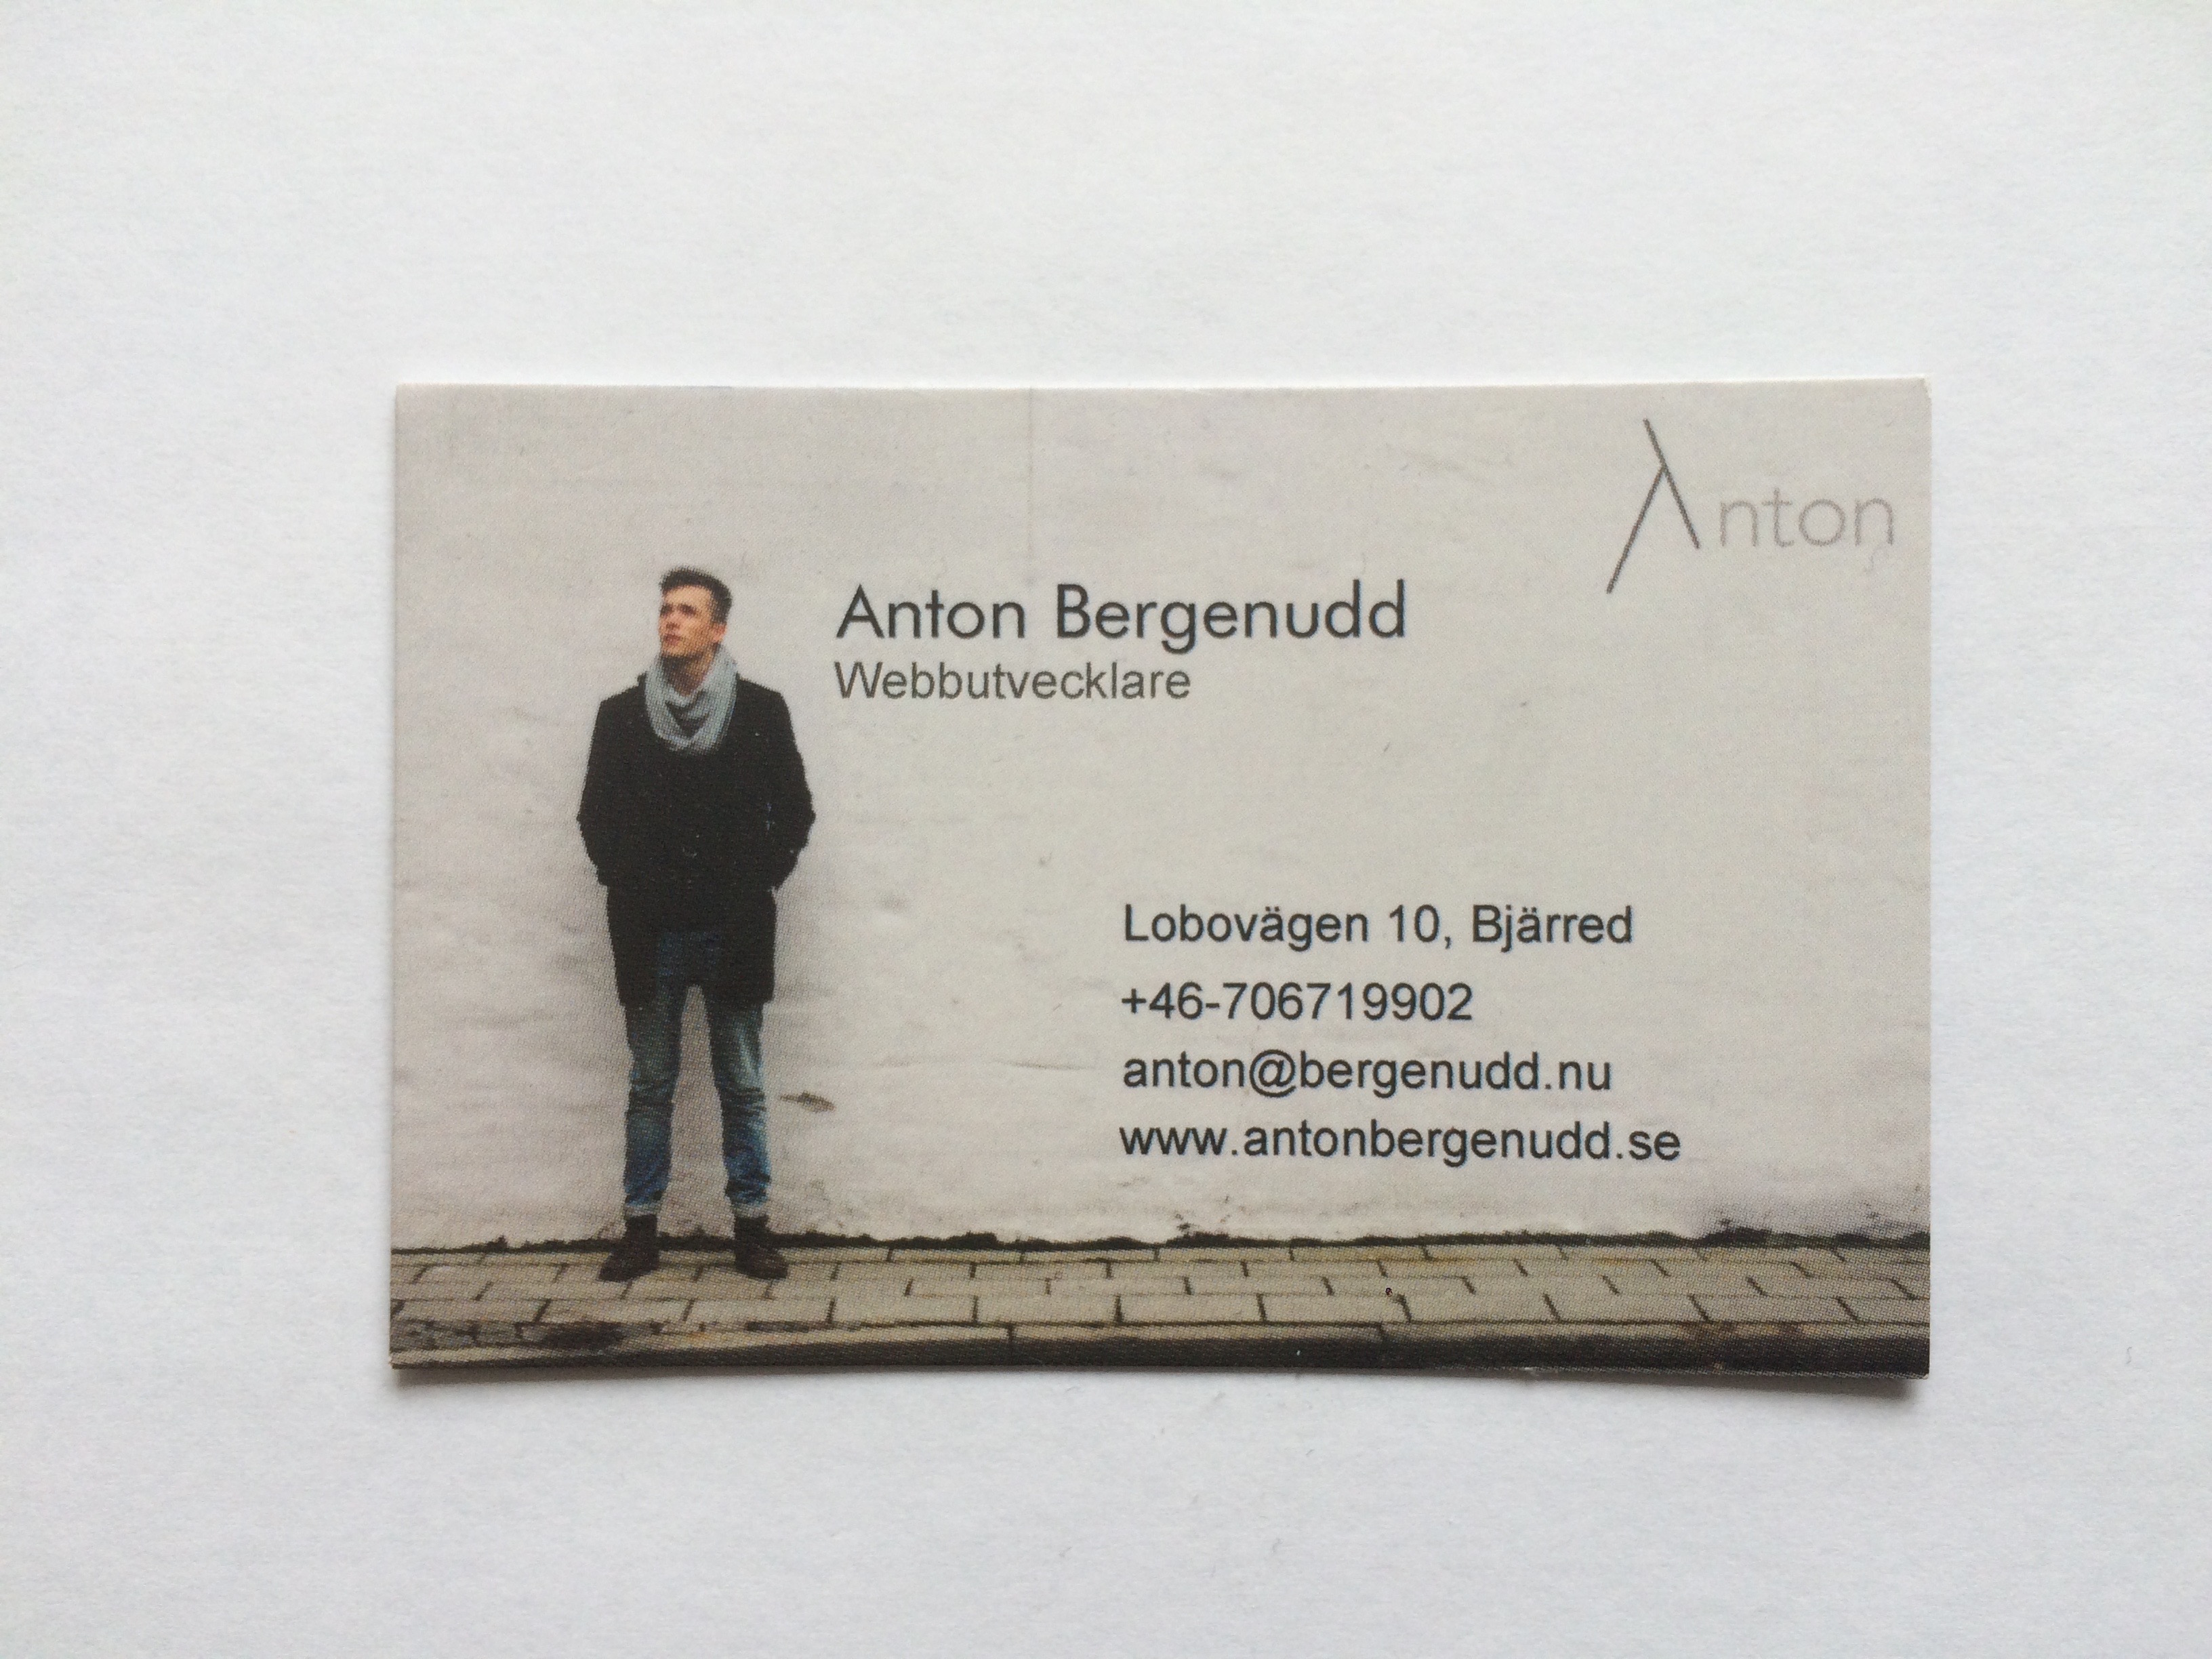 Anton
Anton Bergenudd
Webbutvecklare
Lobovägen 10, Bjärred
+46-706719902
anton@bergenudd.nu
www.antonbergenudd.se